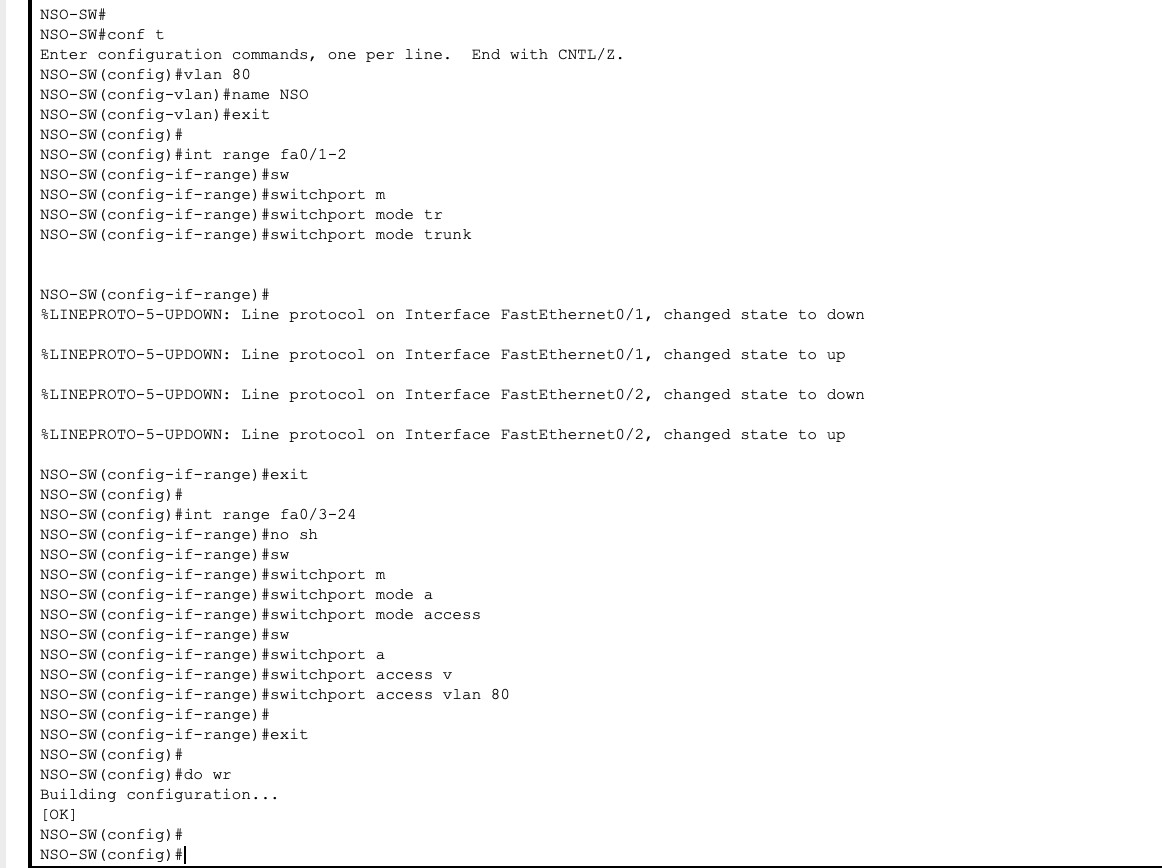 NSO-SW#
NSO-SW#conf t
Enter configuration commands, one per line.  End with CNTL/Z.
NSO-SW(config)#vlan 80
NSO-SW(config-vlan)#name NSO
NSO-SW(config-vlan)#exit
NSO-SW(config)#
NSO-SW(config)#int range fa0/1-2
NSO-SW(config-if-range)#sw
NSO-SW(config-if-range)#switchport m
NSO-SW(config-if-range)#switchport mode tr
NSO-SW(config-if-range)#switchport mode trunk
NSO-SW(config-if-range)#
%LINEPROTO-5-UPDOWN: Line protocol on Interface FastEthernet0/1, changed state to down
%LINEPROTO-5-UPDOWN: Line protocol on Interface FastEthernet0/1, changed state to up
%LINEPROTO-5-UPDOWN: Line protocol on Interface FastEthernet0/2, changed state to down
%LINEPROTO-5-UPDOWN: Line protocol on Interface FastEthernet0/2, changed state to up
NSO-SW(config-if-range)#exit
NSO-SW(config)#
NSO-SW(config)#int range fa0/3-24
NSO-SW(config-if-range)#no sh
NSO-SW(config-if-range)#sw
NSO-SW(config-if-range)#switchport m
NSO-SW(config-if-range)#switchport mode a
NSO-SW(config-if-range)#switchport mode access
NSO-SW(config-if-range)#sw
NSO-SW(config-if-range)#switchport a
NSO-SW(config-if-range)#switchport access v
NSO-SW(config-if-range)#switchport access vlan 80
NSO-SW(config-if-range)#
NSO-SW(config-if-range)#exit
NSO-SW(config)#
NSO-SW(config)#do wr
Building configuration...
[OK]
NSO-SW(config)#
NSO-SW(config)#